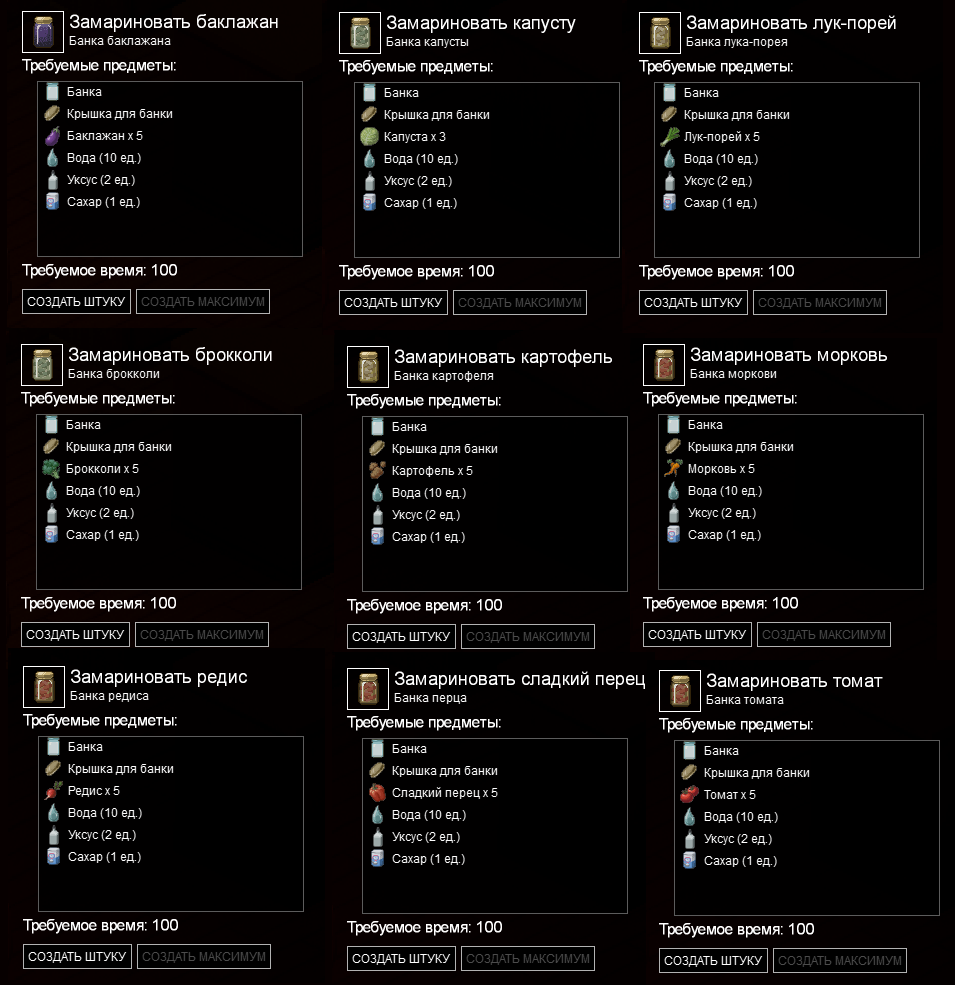 Замариновать баклажан
Банка баклажана
Требуемые предметы:
Банка
Крышка для банки
Баклажан x 5
Вода (10 ед.)
Уксус (2 ед.)
Сахар (1 ед.)
Требуемое время: 100
СОЗДАТЬ ШТУКУ
СОЗДАТЬ МАКСИМУМ
Замариновать капусту
Банка капусты
Требуемые предметы:
Банка
Крышка для банки
Капуста x 3
Вода (10 ед.)
Уксус (2 ед.)
Сахар (1 ед.)
Требуемое время: 100
СОЗДАТЬ ШТУКУ
СОЗДАТЬ МАКСИМУМ
Замариновать лук-порей
Банка лука-порея
Требуемые предметы:
Банка
Крышка для банки
Лук-порей x 5
Вода (10 ед.)
Уксус (2 ед.)
Сахар (1 ед.)
Требуемое время: 100
СОЗДАТЬ ШТУКУ
СОЗДАТЬ МАКСИМУМ
Замариновать брокколи
Банка брокколи
Требуемые предметы:
Банка
Крышка для банки
Брокколи x 5
Вода (10 ед.)
Уксус (2 ед.)
Сахар (1 ед.)
Требуемое время: 100
СОЗДАТЬ ШТУКУ
СОЗДАТЬ МАКСИМУМ
Замариновать картофель
Банка картофеля
Требуемые предметы:
Банка
Крышка для банки
Картофель x 5
Вода (10 ед.)
Уксус (2 ед.)
Сахар (1 ед.)
Требуемое время: 100
СОЗДАТЬ ШТУКУ
СОЗДАТЬ МАКСИМУМ
Замариновать морковь
Банка моркови
Требуемые предметы:
Банка
Крышка для банки
Морковь x 5
Вода (10 ед.)
Уксус (2 ед.)
Сахар (1 ед.)
Требуемое время: 100
СОЗДАТЬ ШТУКУ
СОЗДАТЬ МАКСИМУМ
Замариновать редис
Банка редиса
Требуемые предметы:
Банка
Крышка для банки
Редис x 5
Вода (10 ед.)
Уксус (2 ед.)
Сахар (1 ед.)
Требуемое время: 100
СОЗДАТЬ ШТУКУ
СОЗДАТЬ МАКСИМУМ
Замариновать сладкий перец
Банка перца
Требуемые предметы:
Банка
Крышка для банки
Сладкий перец x 5
Вода (10 ед.)
Уксус (2 ед.)
Сахар (1 ед.)
Требуемое время: 100
СОЗДАТЬ ШТУКУ
СОЗДАТЬ МАКСИМУМ
Замариновать томат
Банка томата
Требуемые предметы:
Банка
Крышка для банки
Томат x 5
Вода (10 ед.)
Уксус (2 ед.)
Сахар (1 ед.)
Требуемое время: 100
СОЗДАТЬ ШТУКУ
СОЗДАТЬ МАКСИМУМ